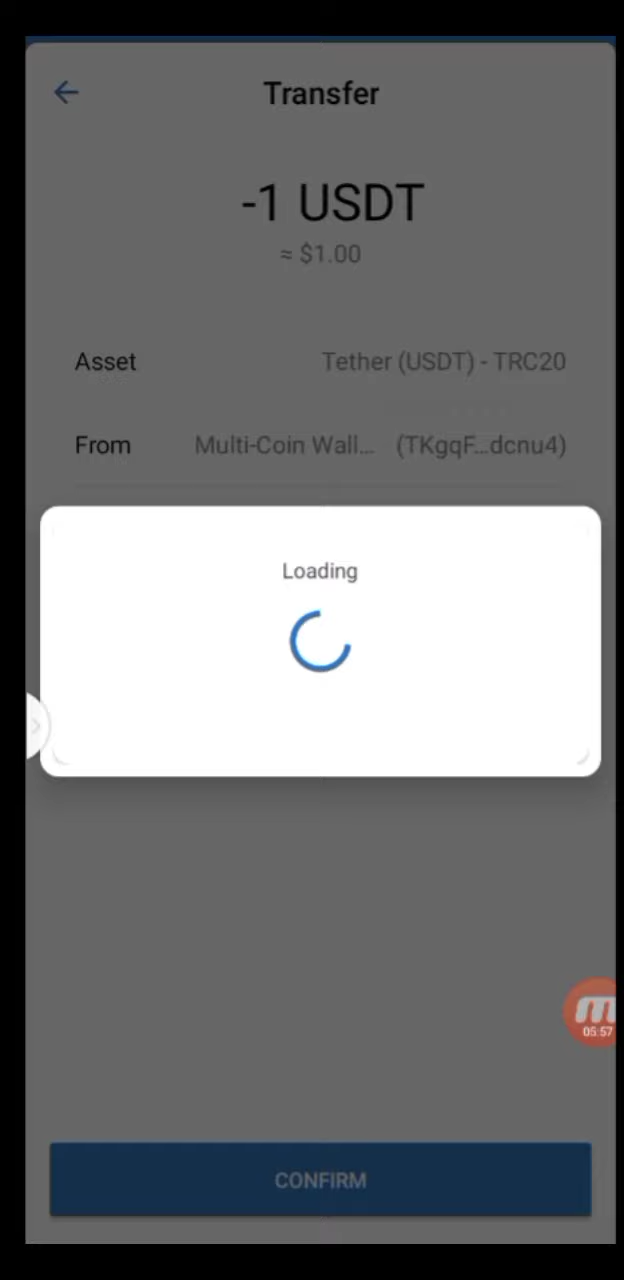 Transfer
-1 USDT
≈ $1.00
Asset Tether (USDT) - TRC20
From Multi-Coin Wall... (TKgqF...dcnu4)
Loading
05:57
CONFIRM